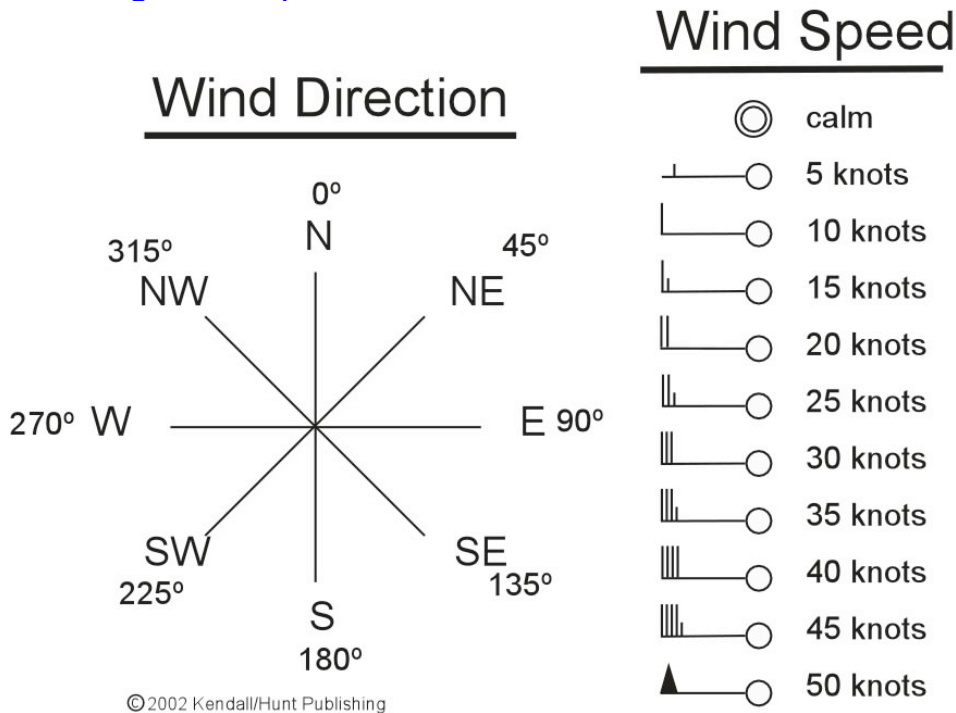 Wind Speed
Wind Direction
calm
5 knots
10 knots
15 knots
20 knots
25 knots
30 knots
35 knots
40 knots
45 knots
50 knots
0º
N
315º
NW
45º
NE
270º W
E 90º
SW
225º
SE
135º
S
180º
©2002 Kendall/Hunt Publishing